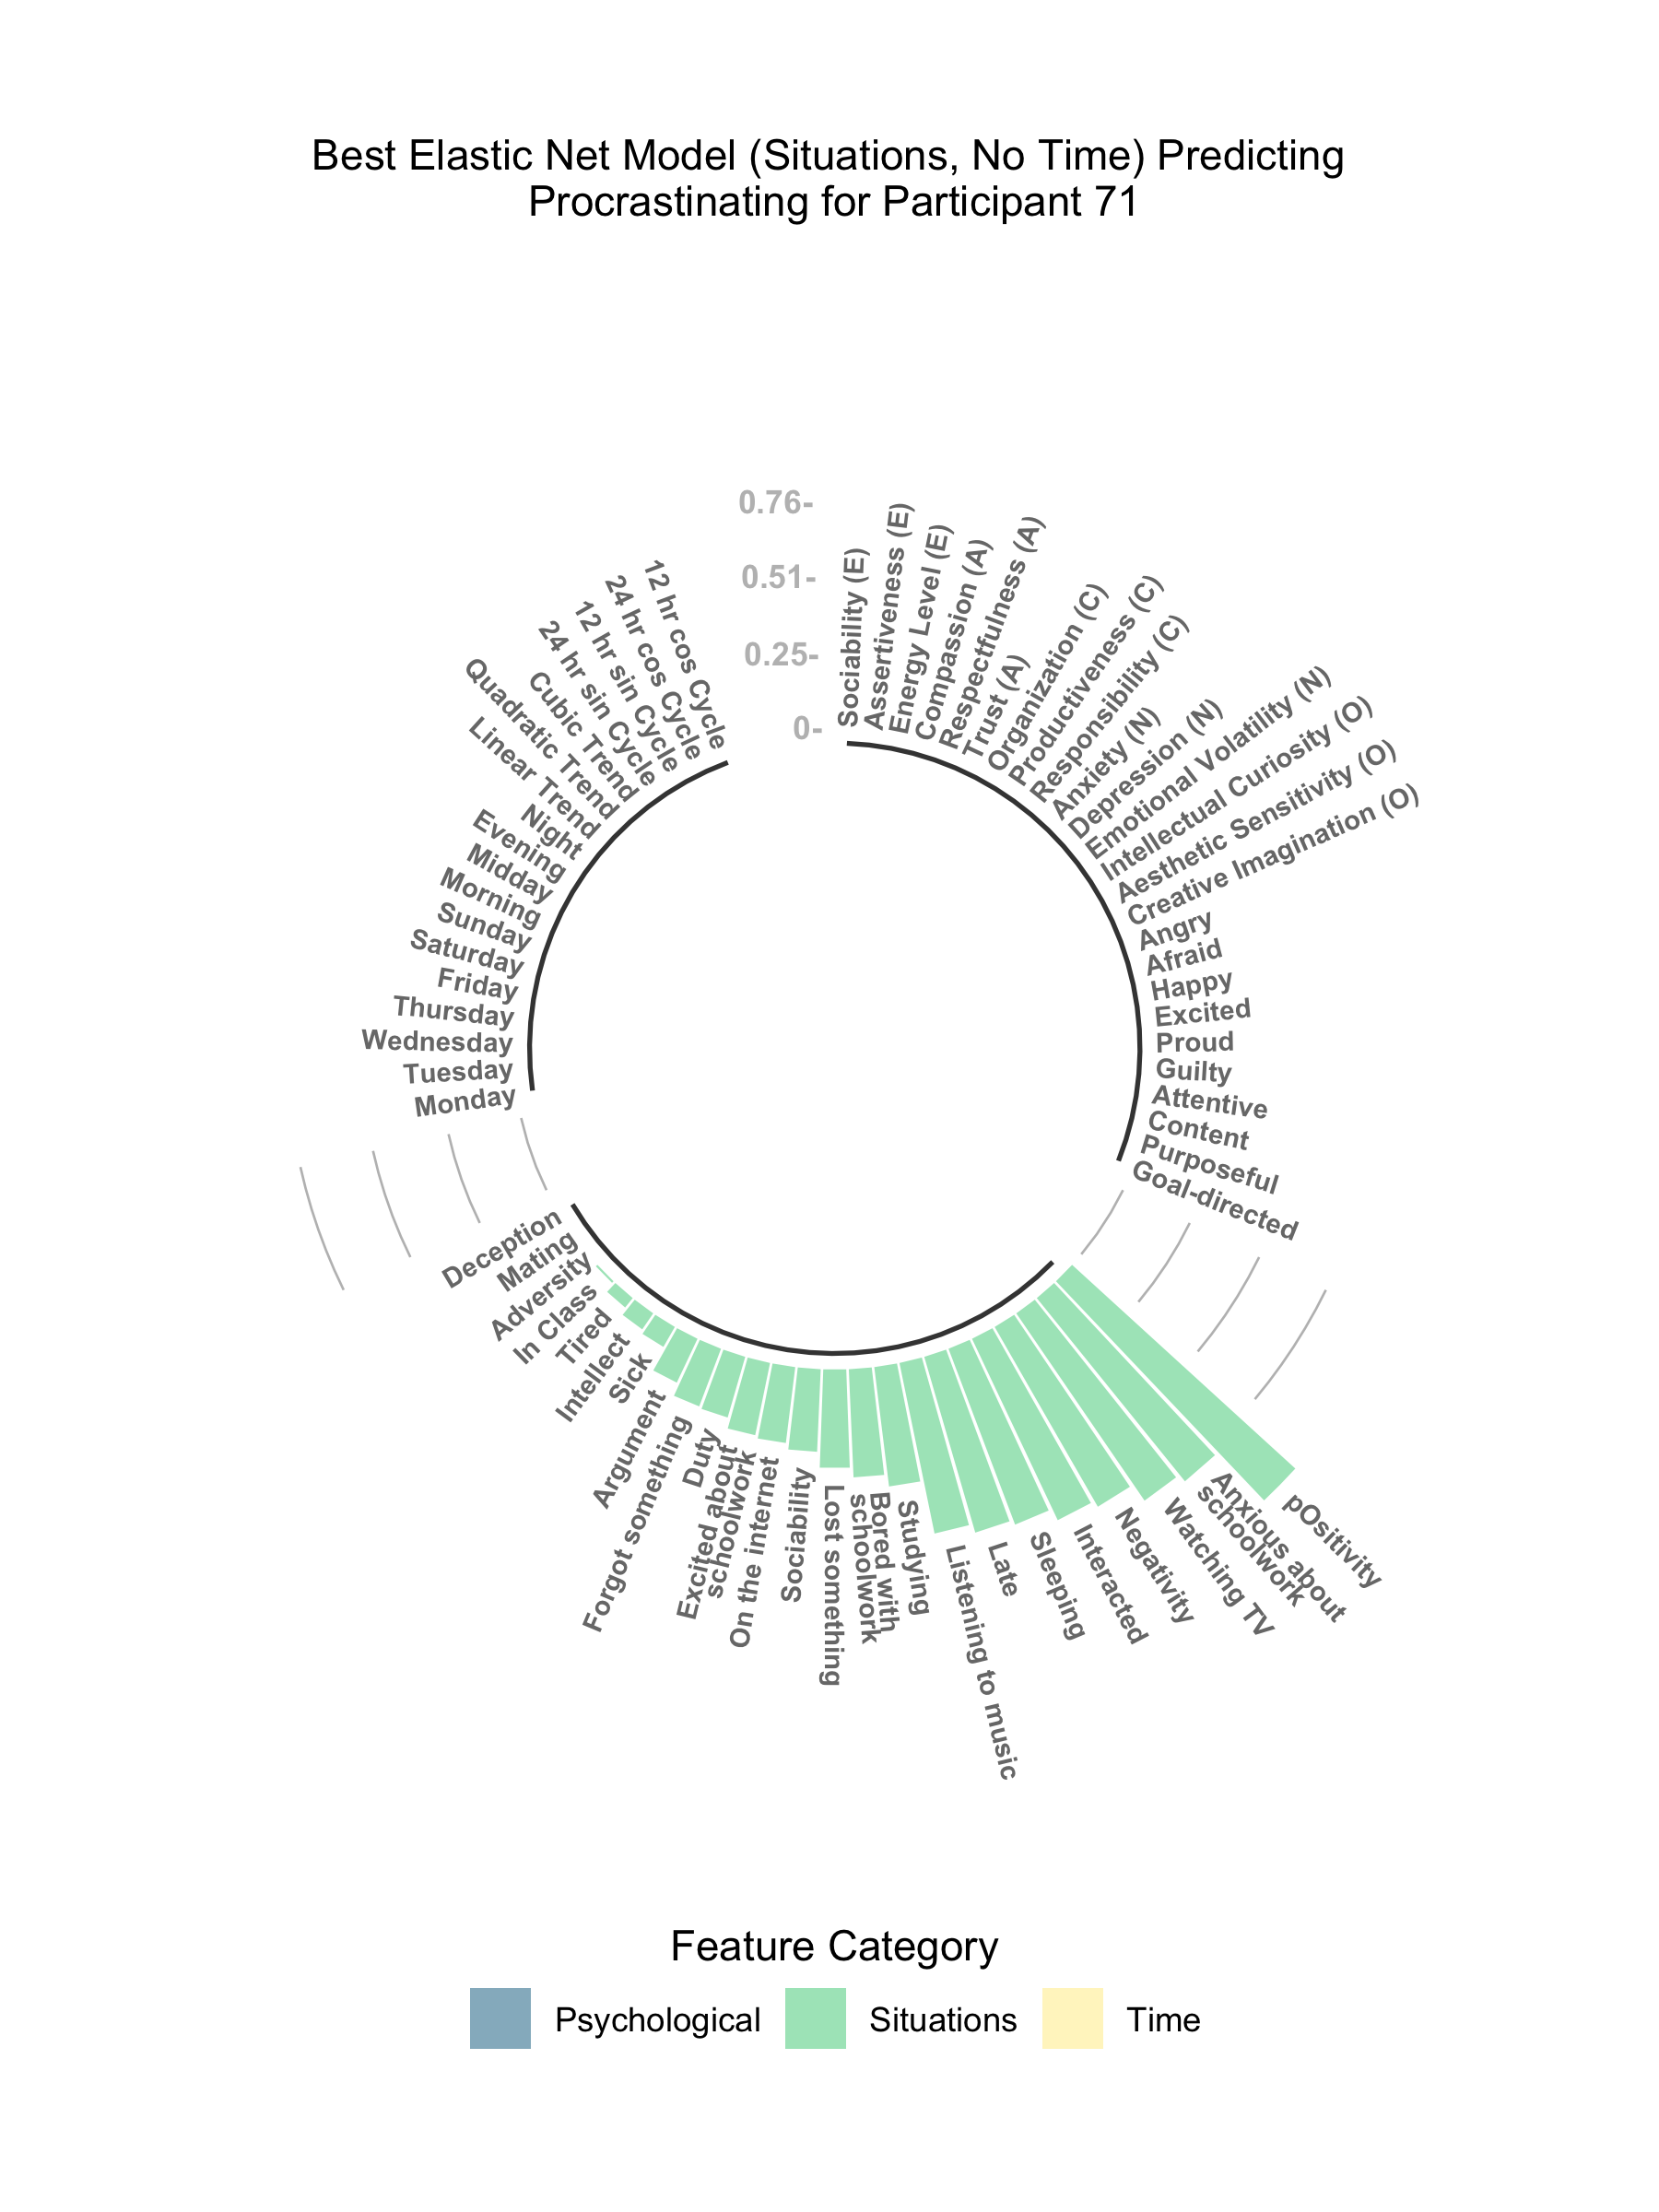 Best Elastic Net Model (Situations, No Time) Predicting
Procrastinating for Participant 71
0.76-
0.51-
0.25-
0-
Sociability (E)
Assertiveness (E)
Energy Level (E)
Compassion (A)
Respectfulness (A)
Trust (A)
Organization (C)
Productiveness (C)
Responsibility (C)
Anxiety (N)
Depression (N)
Emotional Volatility (N)
Intellectual Curiosity (O)
Aesthetic Sensitivity (O)
Creative Imagination (O)
Angry
Afraid
Happy
Excited
Proud
Guilty
Attentive
Content
Purposeful
Goal-directed
pOsitivity
Anxious about
schoolwork
Watching TV
Negativity
Interacted
Sleeping
Late
Listening to music
Studying
Bored with
schoolwork
Lost something
Sociability
On the internet
Excited about
schoolwork
Duty
Forgot something
Argument
Sick
Intellect
Tired
In Class
Adversity
Mating
Deception
Monday
Tuesday
Wednesday
Thursday
Friday
Saturday
Sunday
Morning
Midday
Evening
Night
Linear Trend
Quadratic Trend
Cubic Trend
24 hr sin Cycle
12 hr sin Cycle
24 hr cos Cycle
12 hr cos Cycle
Feature Category
Psychological
Situations
Time